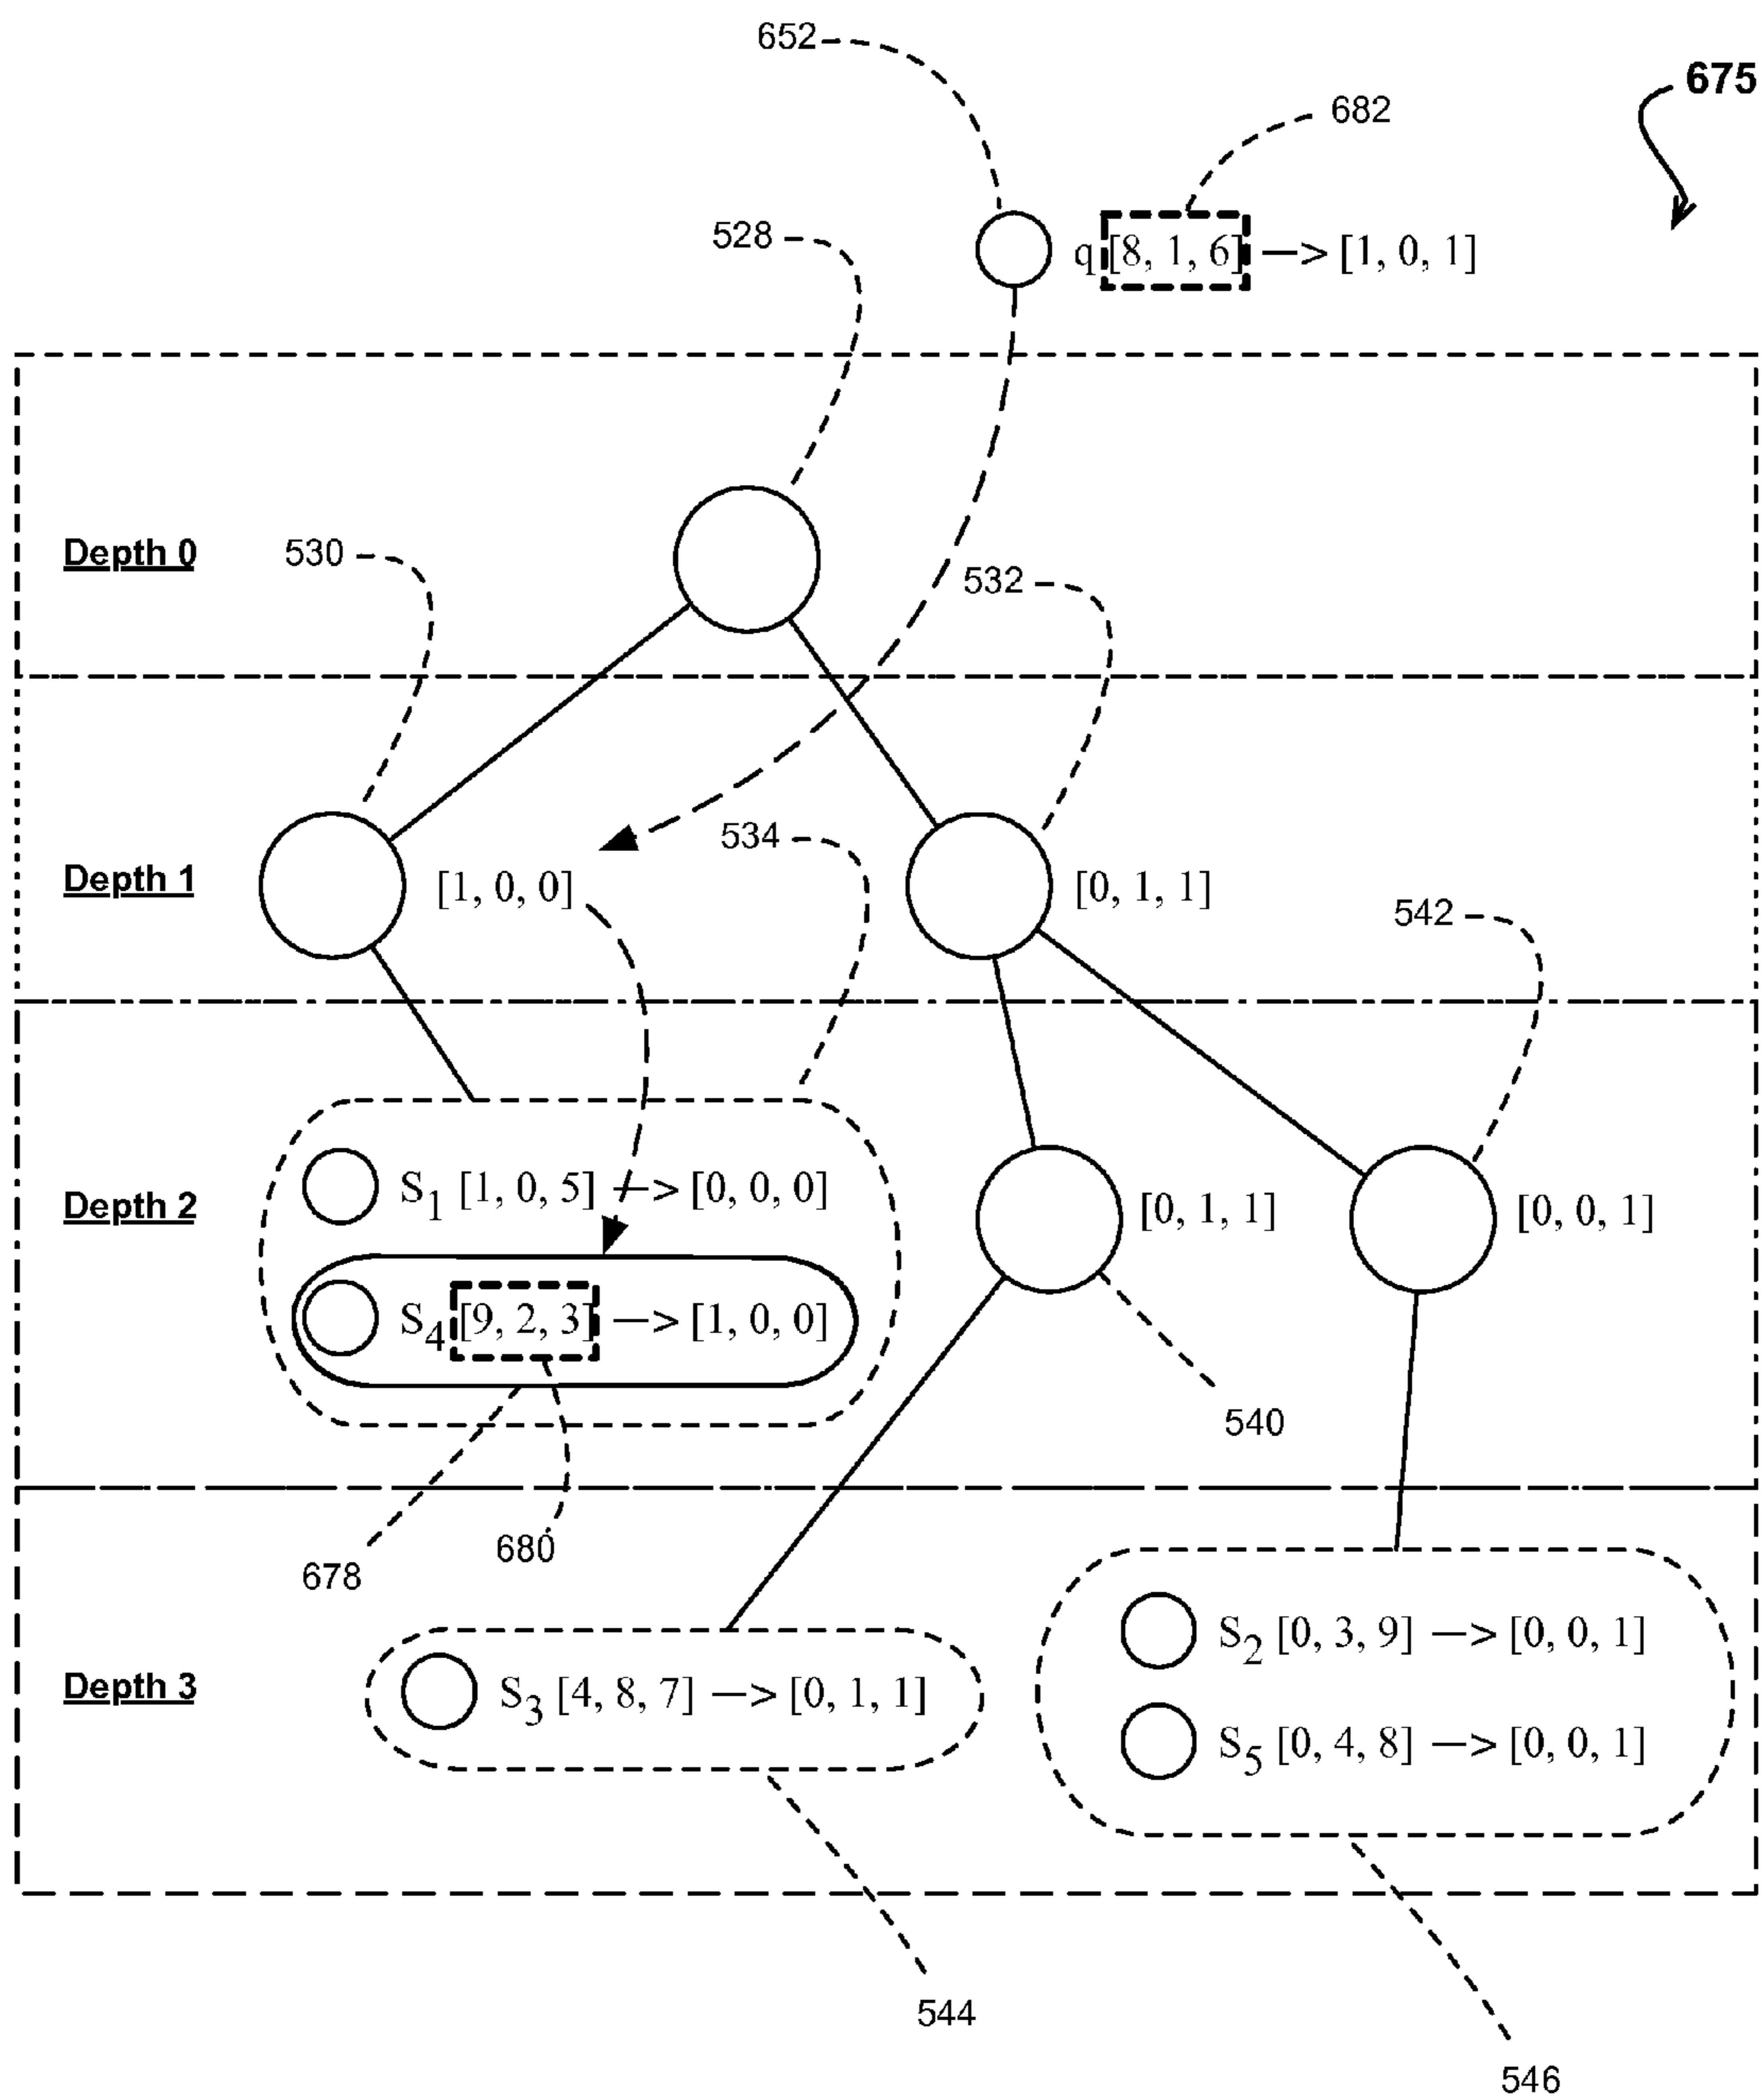 652
675
682
528
q [8, 1, 6] —> [1, 0, 1]
Depth 0
530
532
534
Depth 1
[1, 0, 0]
[0, 1, 1]
542
Depth 2
S1 [1, 0, 5] —> [0, 0, 0]
[0, 1, 1]
[0, 0, 1]
S4 [9, 2, 3] —> [1, 0, 0]
540
680
678
S2 [0, 3, 9] —> [0, 0, 1]
Depth 3
S3 [4, 8, 7] —> [0, 1, 1]
S5 [0, 4, 8] —> [0, 0, 1]
544
546